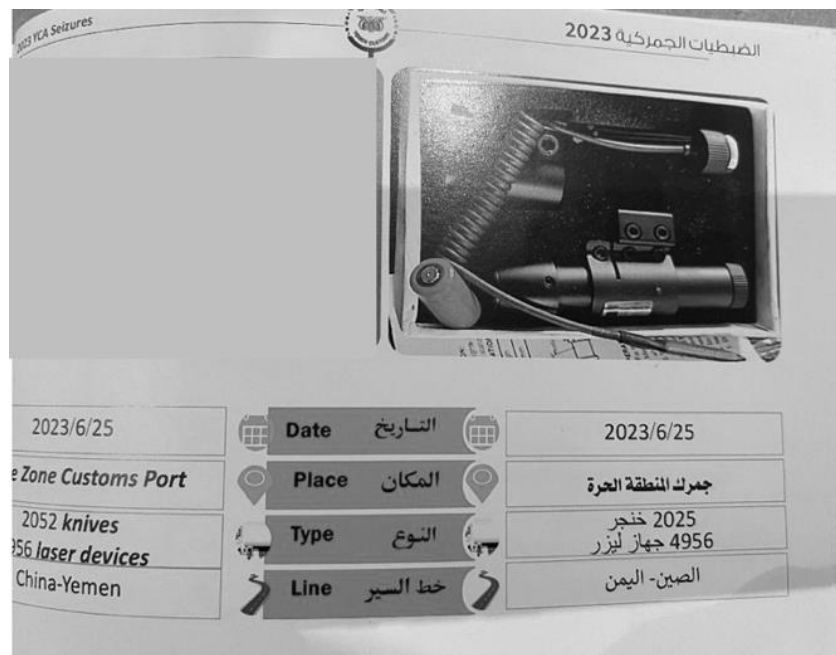 2023 YCA Seizures
الضبطيات الجمركية 2023
2023/6/25
Date التـاريخ
2023/6/25
e Zone Customs Port
Place المكان
جمرك المنطقة الحرة
2052 knives
956 laser devices
Type النـوع
2025 خنجر
4956 جهاز ليزر
China-Yemen
Line خط السير
الصين- اليمن